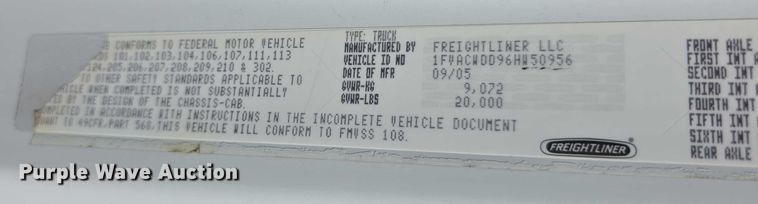 CONFORMS TO FEDERAL MOTOR VEHICLE
101,102,103,104,106,107,111,113
124,205,206,207,208,209,210 & 302.
TO OTHER SAFETY STANDARDS APPLICABLE TO
VEHICLE WHEN COMPLETED IS NOT SUBSTANTIALLY
BY THE DESIGN OF THE CHASSIS-CAB.
IN ACCORDANCE WITH INSTRUCTIONS IN THE INCOMPLETE VEHICLE DOCUMENT
49CFR,PART 568,THIS VEHICLE WILL CONFORM TO FMVSS 108.
TYPE: TRUCK
MANUFACTURED BY FREIGHTLINER LLC
VEHICLE ID NO 1FVACWDD96HW50956
DATE OF MFR 09/05
GVWR-KG 9,072
GVWR-LBS 20,000
FREIGHTLINER
FRONT AXLE
FIRST INT
SECOND INT
THIRD INT
FOURTH INT
FIFTH INT
SIXTH INT
REAR AXLE
Purple Wave Auction